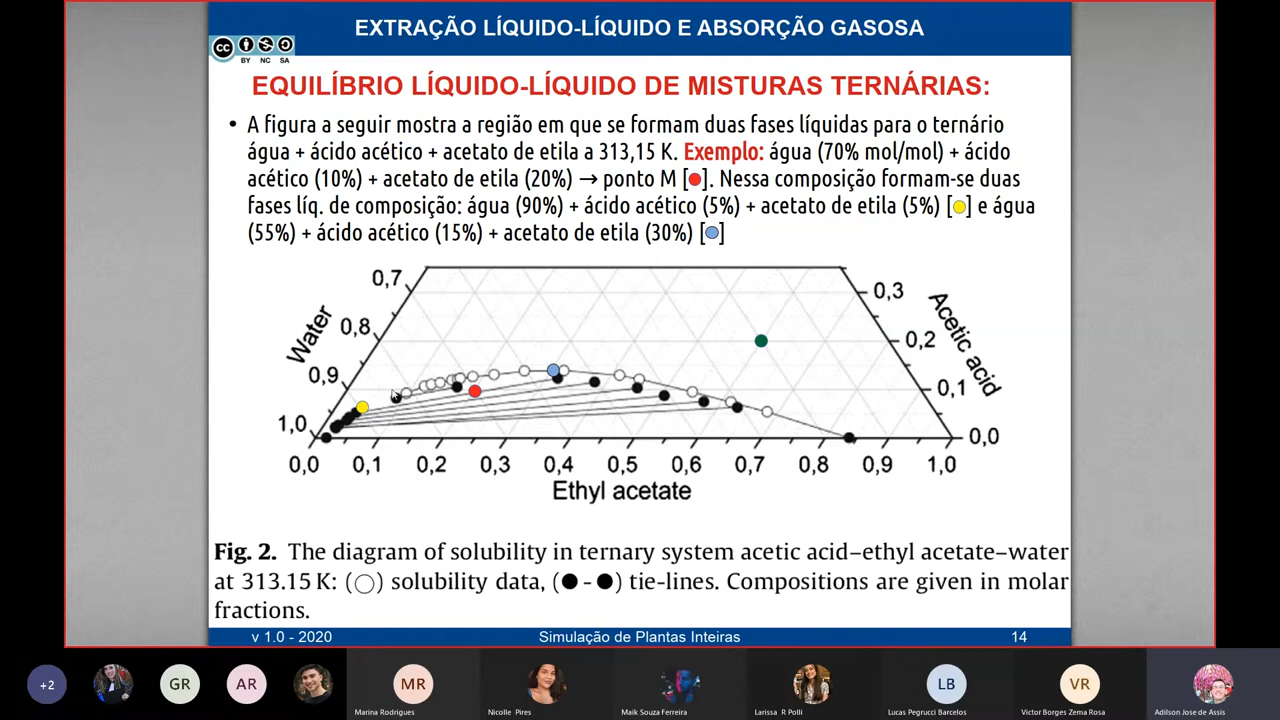 EXTRAÇÃO LÍQUIDO-LÍQUIDO E ABSORÇÃO GASOSA
cc
BY NC SA
EQUILÍBRIO LÍQUIDO-LÍQUIDO DE MISTURAS TERNÁRIAS:
• A figura a seguir mostra a região em que se formam duas fases líquidas para o ternário
água + ácido acético + acetato de etila a 313,15 K. Exemplo: água (70% mol/mol) + ácido
acético (10%) + acetato de etila (20%) → ponto M [●]. Nessa composição formam-se duas
fases líq. de composição: água (90%) + ácido acético (5%) + acetato de etila (5%) [●] e água
(55%) + ácido acético (15%) + acetato de etila (30%) [●]
Water
0,7
0,8
0,9
1,0
0,3
0,2
0,1
0,0
Acetic acid
0,0 0,1 0,2 0,3 0,4 0,5 0,6 0,7 0,8 0,9 1,0
Ethyl acetate
Fig. 2. The diagram of solubility in ternary system acetic acid–ethyl acetate–water
at 313.15 K: (○) solubility data, (●-●) tie-lines. Compositions are given in molar
fractions.
v 1.0 - 2020 Simulação de Plantas Inteiras 14
+2 GR AR MR LB VR
Marina Rodrigues Nicolle Pires Maik Souza Ferreira Larissa R Polli Lucas Pegrucci Barcelos Victor Borges Zema Rosa Adilson Jose de Assis